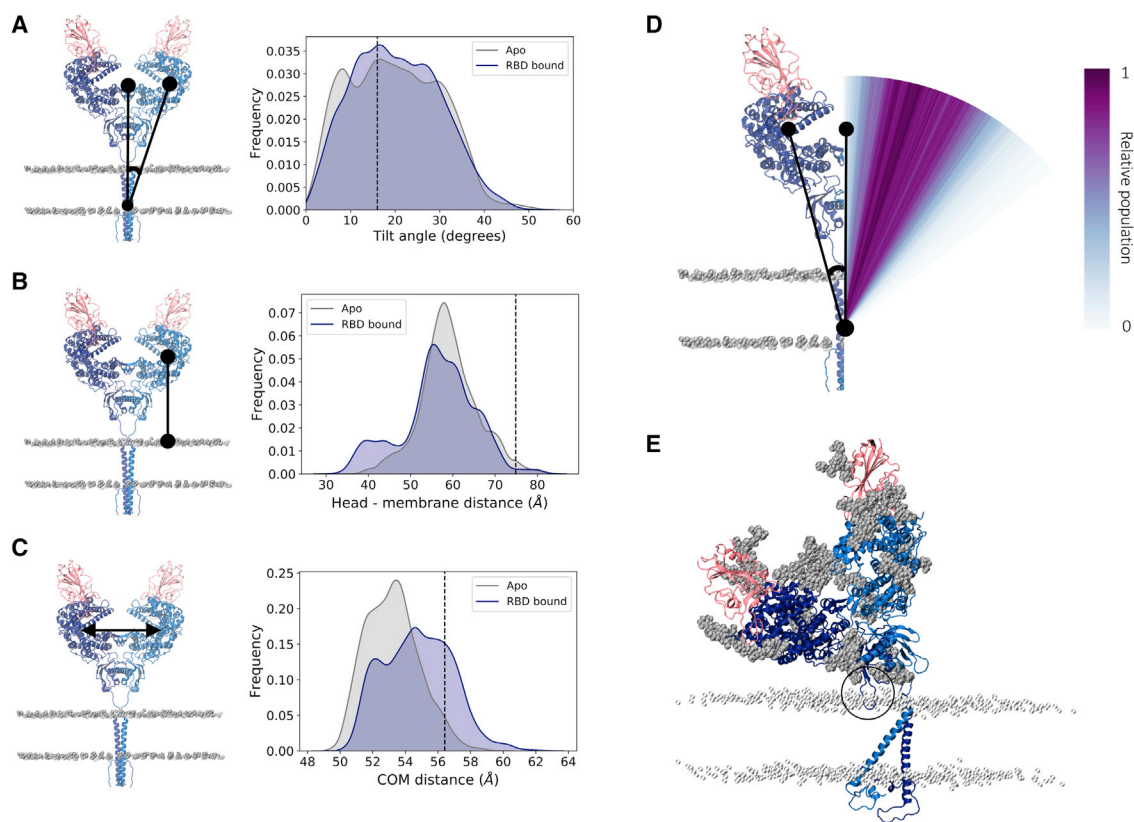 A
Frequency
0.035
0.030
0.025
0.020
0.015
0.010
0.005
0.000
Apo
RBD bound
0 10 20 30 40 50 60
Tilt angle (degrees)
B
Frequency
0.07
0.06
0.05
0.04
0.03
0.02
0.01
0.00
Apo
RBD bound
30 40 50 60 70 80
Head - membrane distance (Å)
C
Frequency
0.25
0.20
0.15
0.10
0.05
0.00
Apo
RBD bound
48 50 52 54 56 58 60 62 64
COM distance (Å)
D
1
Relative population
0
E